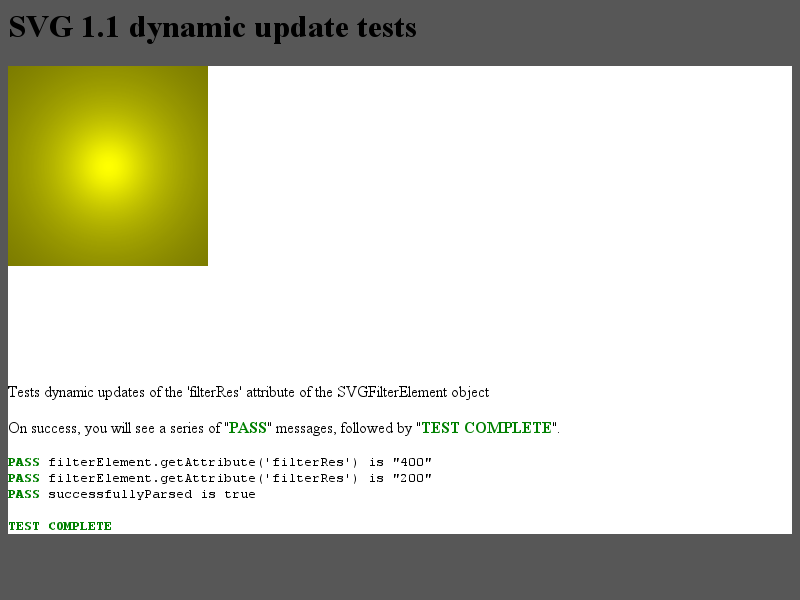 SVG 1.1 dynamic update tests
Tests dynamic updates of the 'filterRes' attribute of the SVGFilterElement object
On success, you will see a series of "PASS" messages, followed by "TEST COMPLETE".
PASS filterElement.getAttribute('filterRes') is "400"
PASS filterElement.getAttribute('filterRes') is "200"
PASS successfullyParsed is true
TEST COMPLETE